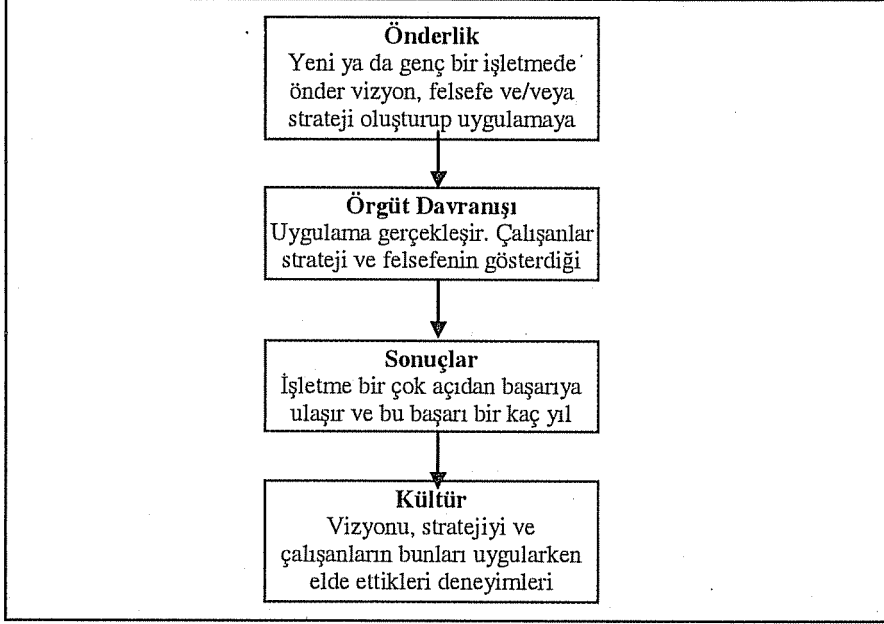 Önderlik
Yeni ya da genç bir işletmede
önder vizyon, felsefe ve/veya
strateji oluşturup uygulamaya
Örgüt Davranışı
Uygulama gerçekleşir. Çalışanlar
strateji ve felsefenin gösterdiği
Sonuçlar
İşletme bir çok açıdan başarıya
ulaşır ve bu başarı bir kaç yıl
Kültür
Vizyonu, stratejiyi ve
çalışanların bunları uygularken
elde ettikleri deneyimleri